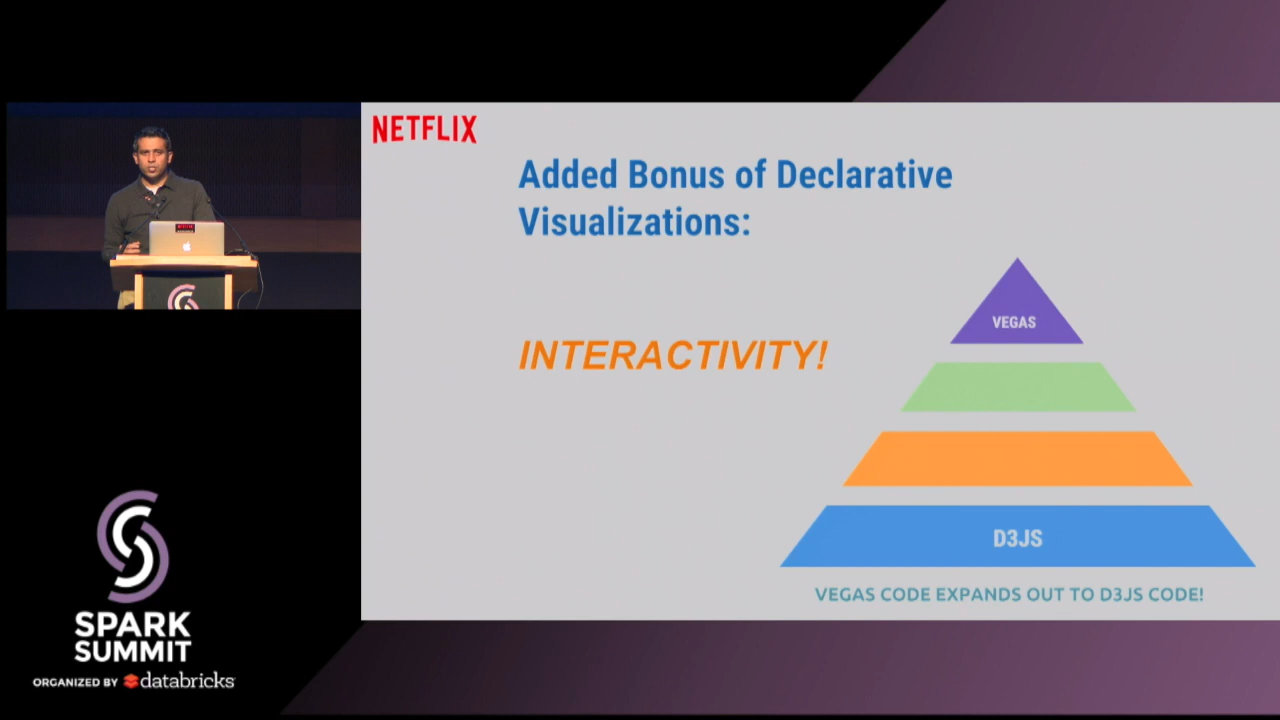 NETFLIX
Added Bonus of Declarative
Visualizations:
INTERACTIVITY!
VEGAS
D3JS
VEGAS CODE EXPANDS OUT TO D3JS CODE!
NETFLIX
SPARK
SUMMIT
ORGANIZED BY databricks